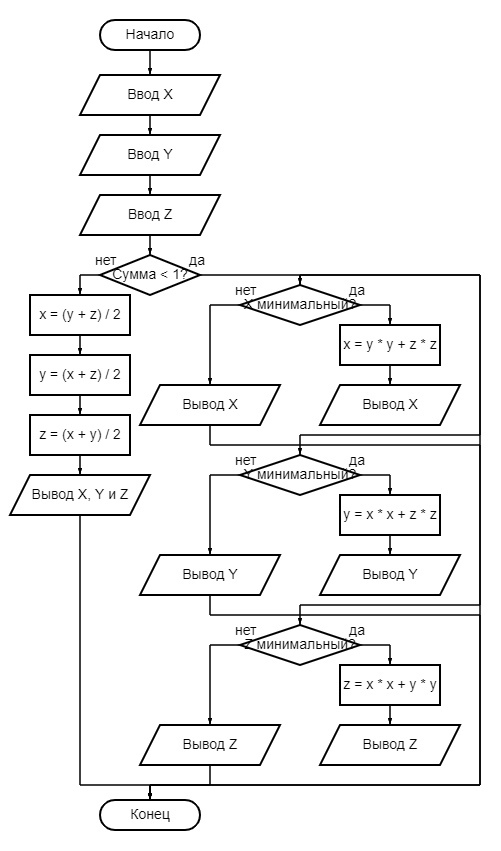 Начало
Ввод X
Ввод Y
Ввод Z
нет
да
Сумма < 1?
x = (y + z) / 2
y = (x + z) / 2
z = (x + y) / 2
Вывод X, Y и Z
нет
да
X минимальный?
x = y * y + z * z
Вывод X
Вывод X
нет
да
Y минимальный?
y = x * x + z * z
Вывод Y
Вывод Y
нет
да
Z минимальный?
z = x * x + y * y
Вывод Z
Вывод Z
Конец